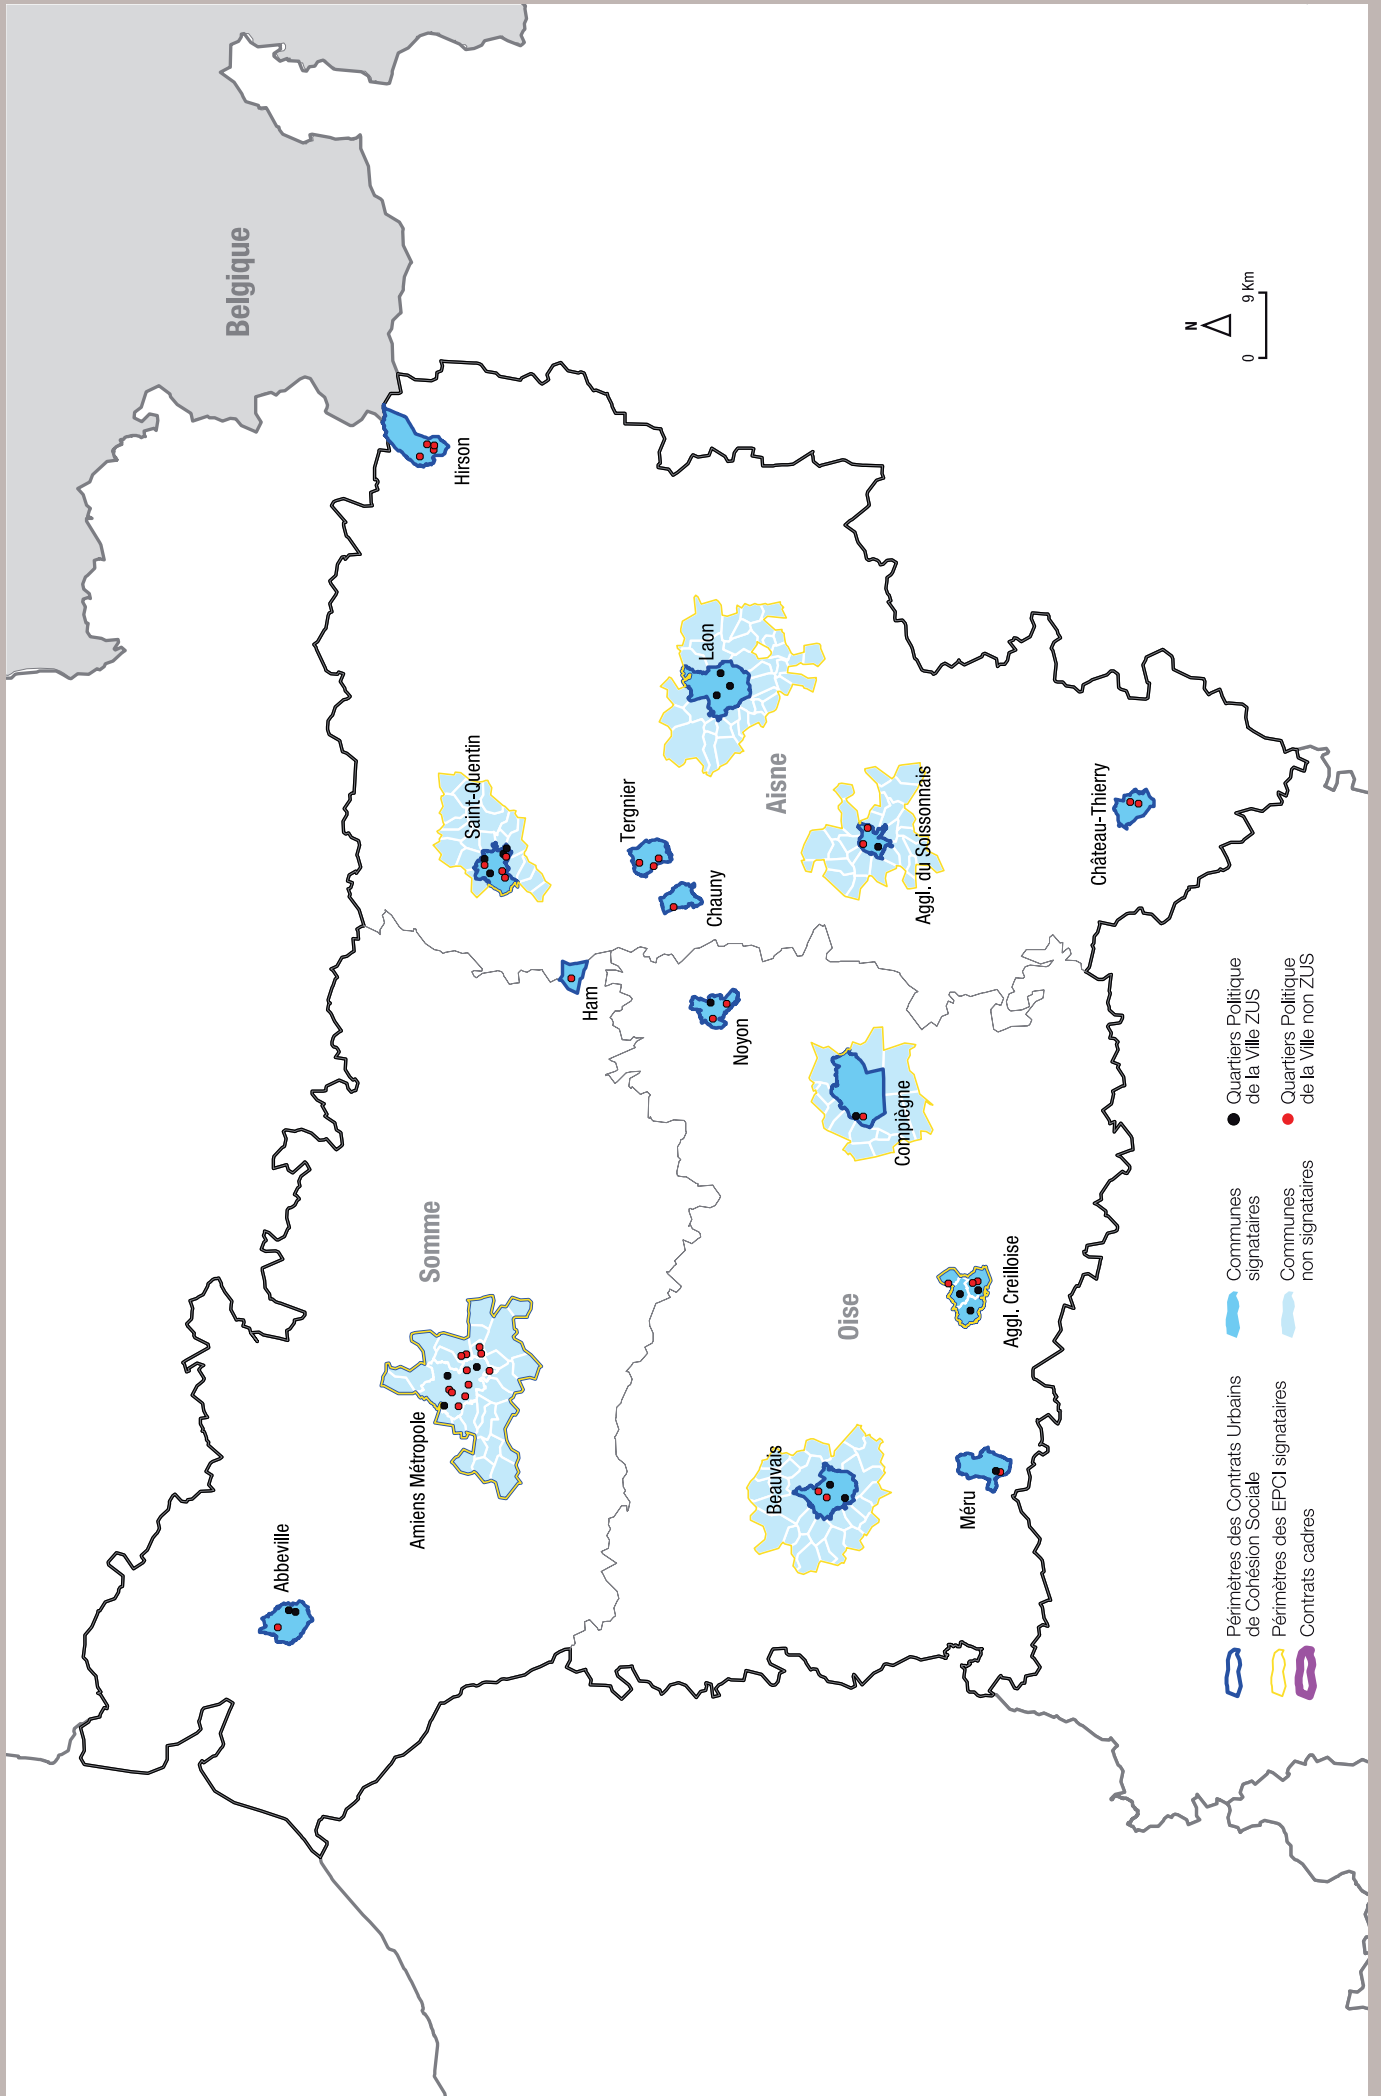 Belgique
Hirson
Saint-Quentin
Laon
Tergnier
Chauny
Aisne
Aggl. du Soissonnais
Château-Thierry
Ham
Noyon
Compiègne
Somme
Amiens Métropole
Abbeville
Oise
Aggl. Creilloise
Beauvais
Méru
N
0
9 Km
Périmètres des Contrats Urbains
de Cohésion Sociale
Périmètres des EPCI signataires
Contrats cadres
Communes
signataires
Communes
non signataires
Quartiers Politique
de la Ville ZUS
Quartiers Politique
de la Ville non ZUS